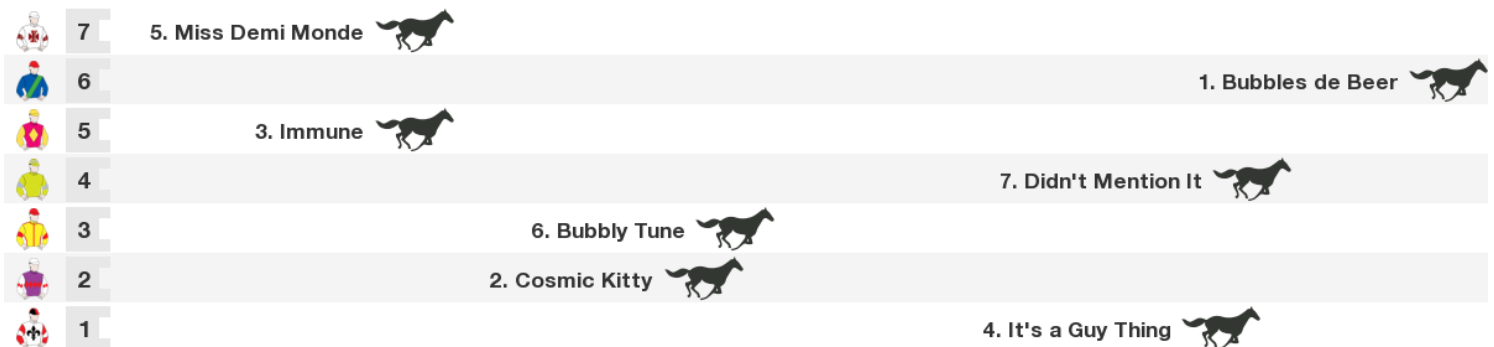 7 5. Miss Demi Monde
6 1. Bubbles de Beer
5 3. Immune
4 7. Didn't Mention It
3 6. Bubbly Tune
2 2. Cosmic Kitty
1 4. It's a Guy Thing